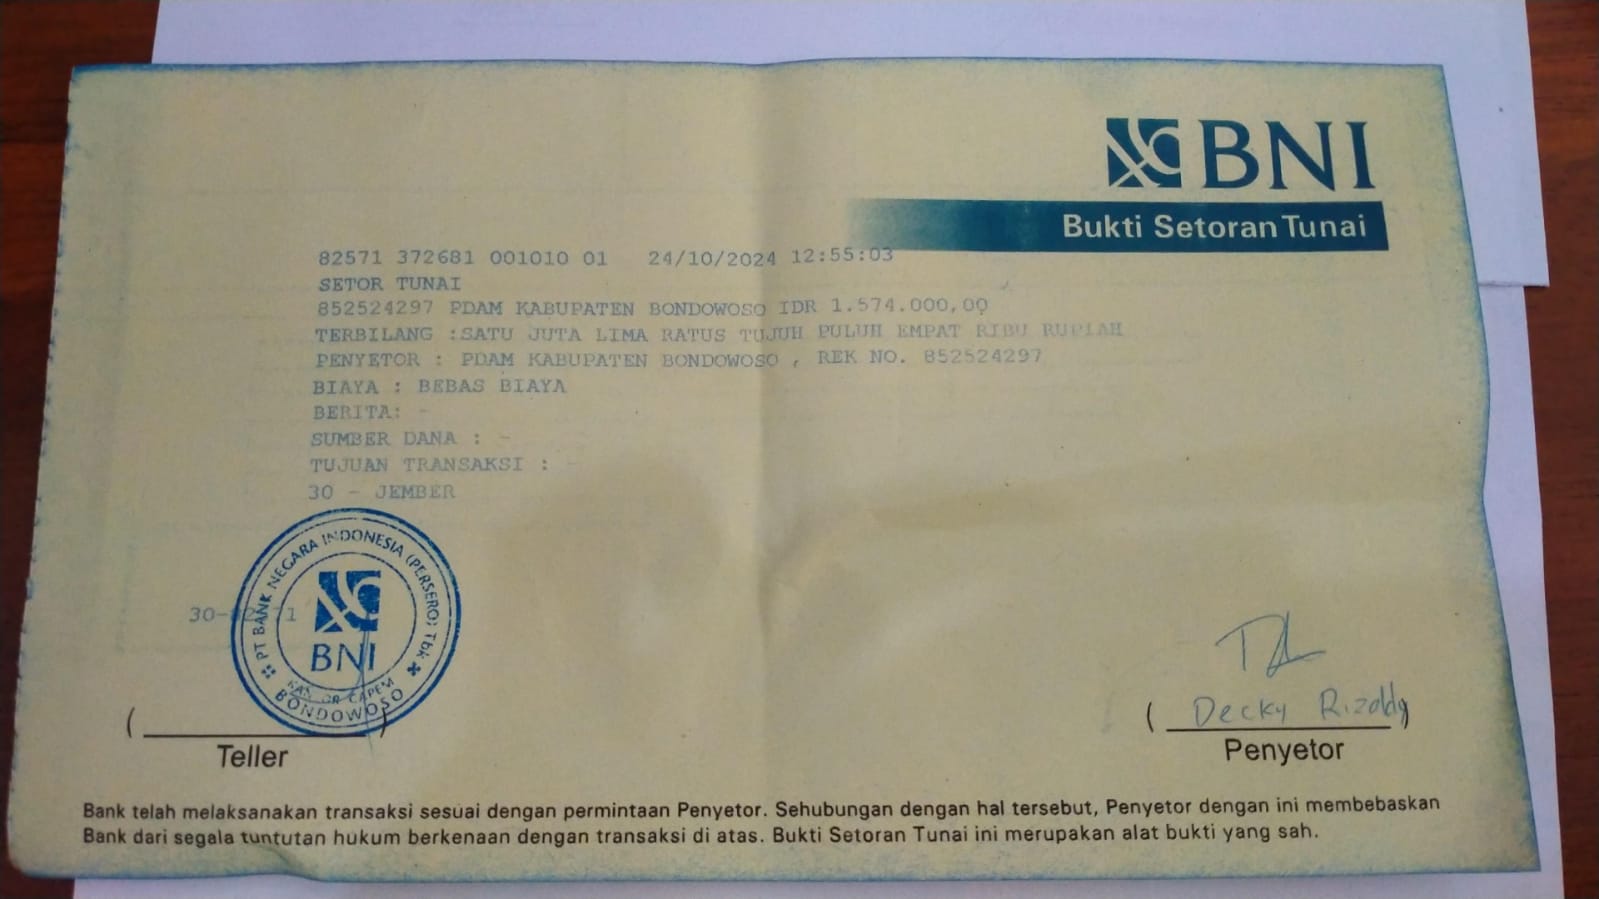 BNI
Bukti Setoran Tunai
82571 372681 001010 01 24/10/2024 12:55:03
SETOR TUNAI
852524297 PDAM KABUPATEN BONDOWOSO IDR 1.574.000,00
TERBILANG :SATU JUTA LIMA RATUS TUJUH PULUH EMPAT RIBU RUPIAH
PENYETOR : PDAM KABUPATEN BONDOWOSO , REK NO. 852524297
BIAYA : BEBAS BIAYA
BERITA: -
SUMBER DANA : -
TUJUAN TRANSAKSI : -
30 - JEMBER
PT BANK NEGARA INDONESIA (PERSERO) Tbk
BNI
CAPEM
BONDOWOSO
( )
Teller
( Decky Rizaldy )
Penyetor
Bank telah melaksanakan transaksi sesuai dengan permintaan Penyetor. Sehubungan dengan hal tersebut, Penyetor dengan ini membebaskan
Bank dari segala tuntutan hukum berkenaan dengan transaksi di atas. Bukti Setoran Tunai ini merupakan alat bukti yang sah.